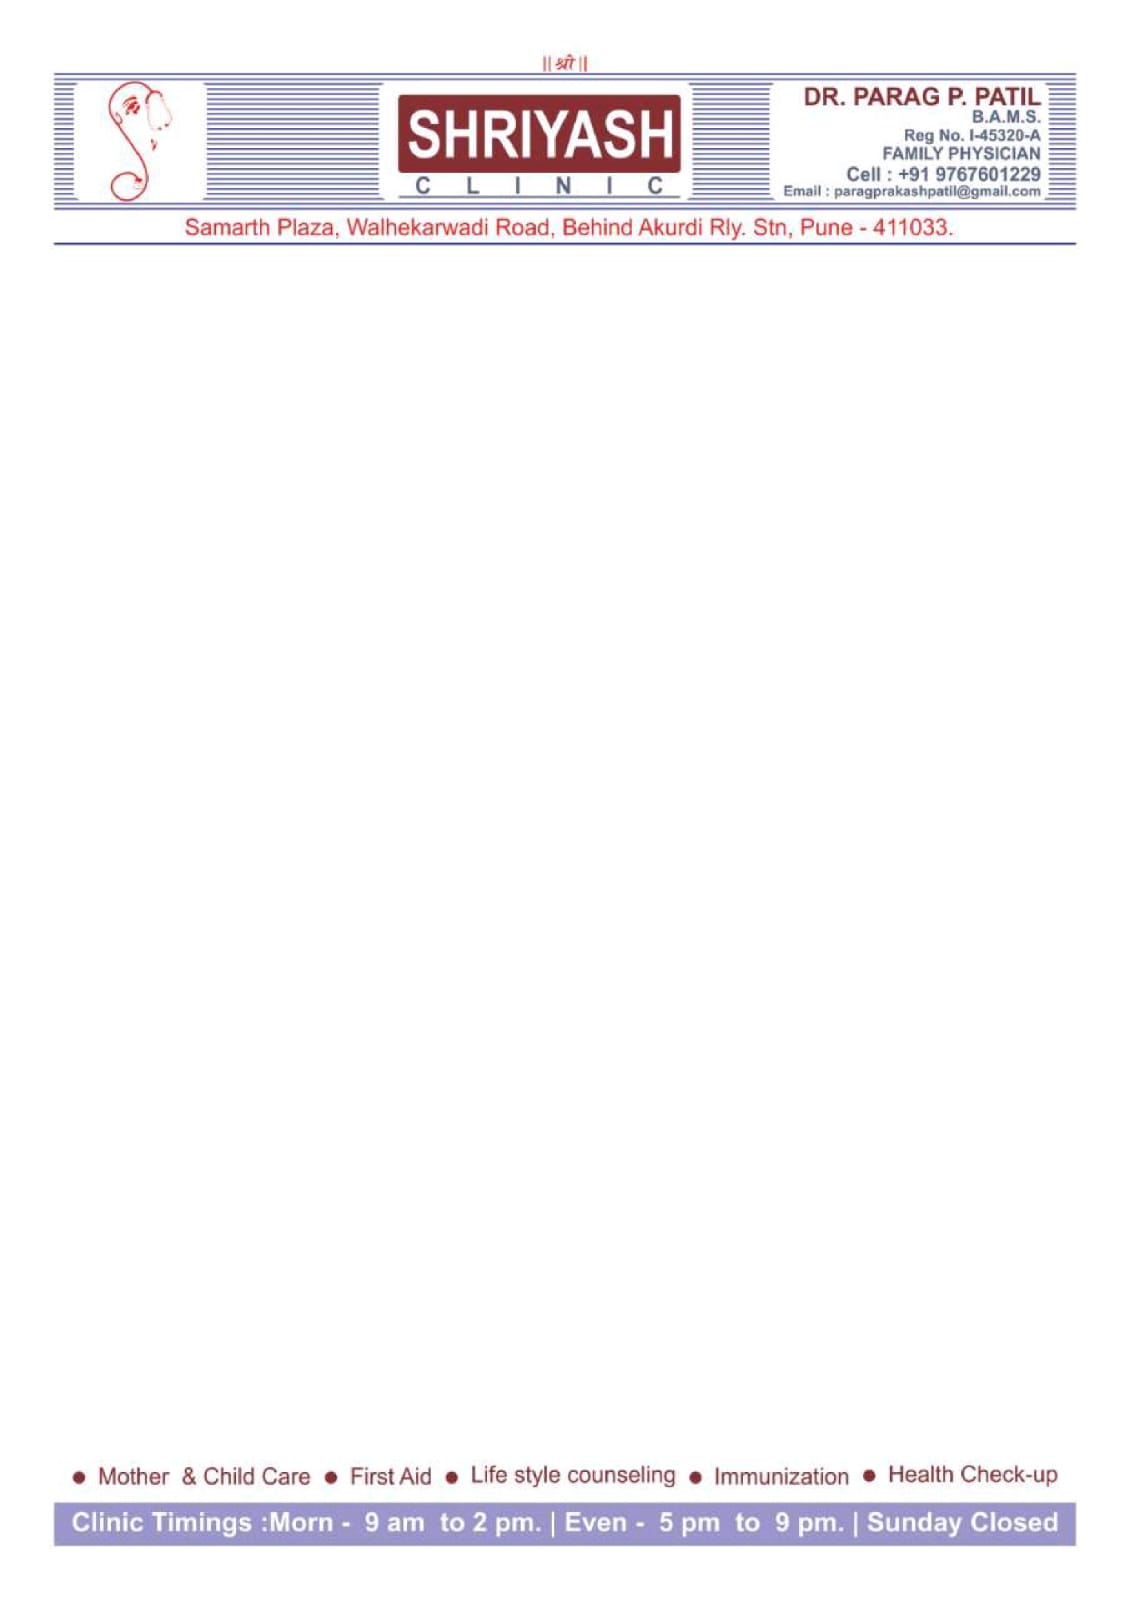 || श्री ||
SHRIYASH
CLINIC
DR. PARAG P. PATIL
B.A.M.S.
Reg No. I-45320-A
FAMILY PHYSICIAN
Cell : +91 9767601229
Email : paragprakashpatil@gmail.com
Samarth Plaza, Walhekarwadi Road, Behind Akurdi Rly. Stn, Pune - 411033.
● Mother & Child Care ● First Aid ● Life style counseling ● Immunization ● Health Check-up
Clinic Timings :Morn - 9 am to 2 pm. | Even - 5 pm to 9 pm. | Sunday Closed